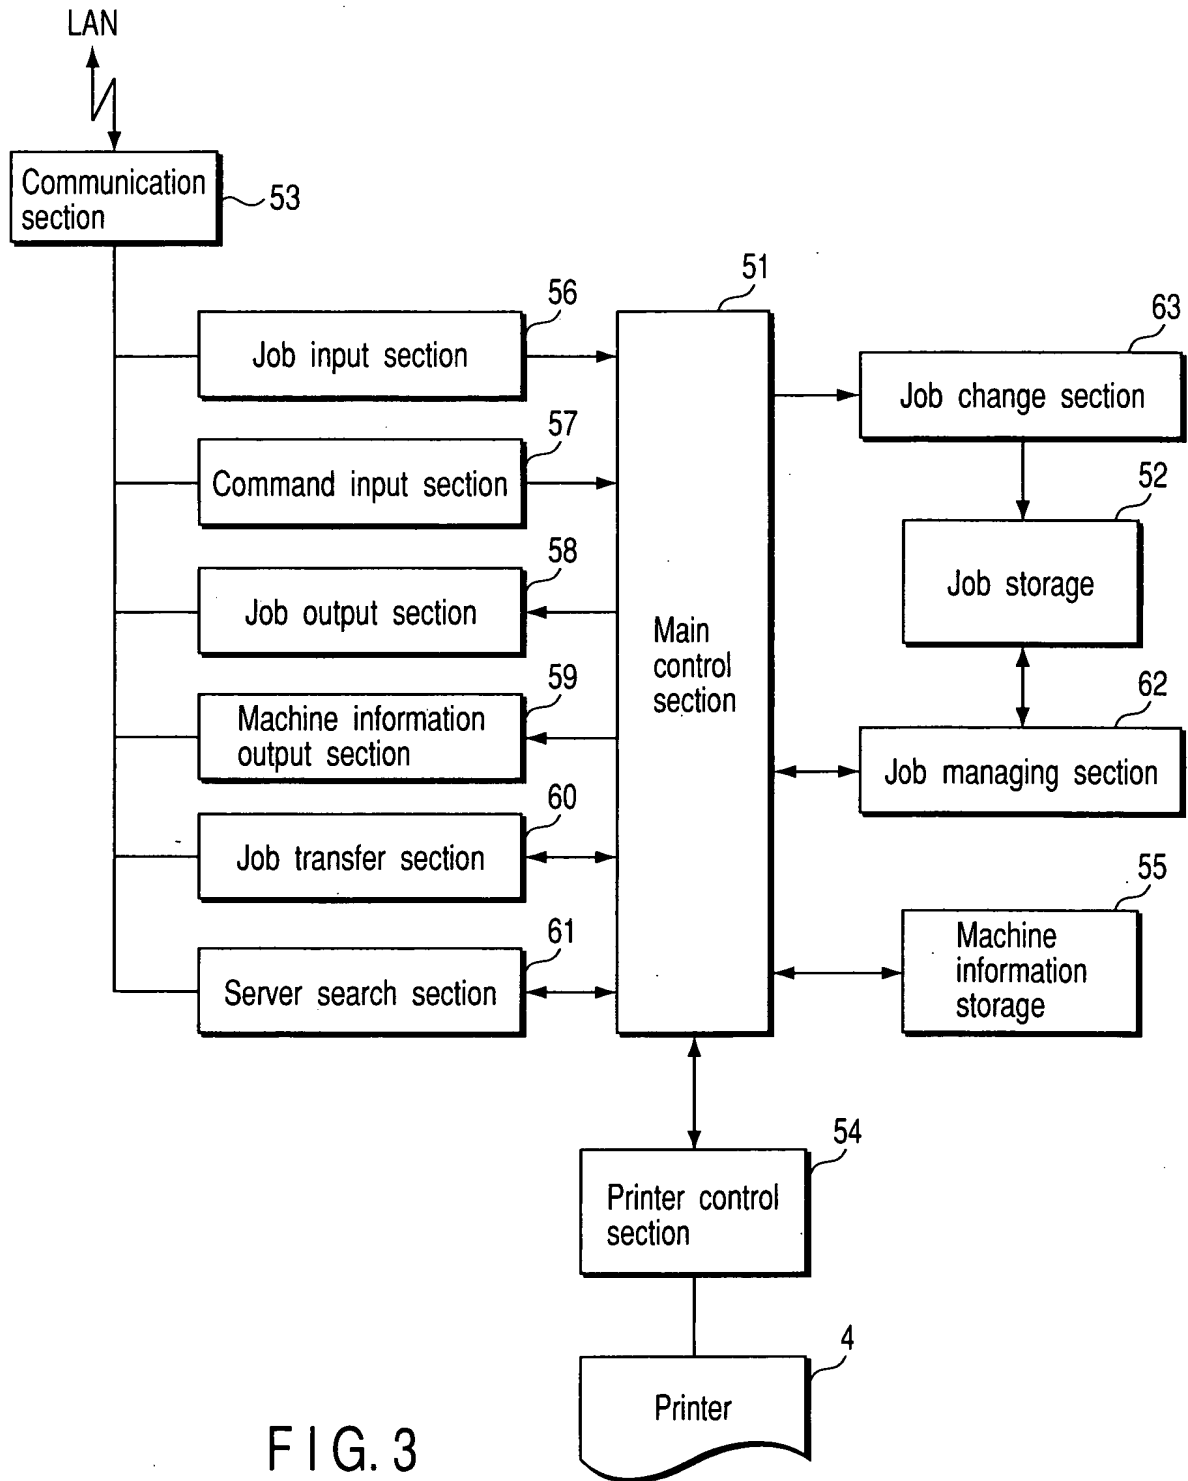 LAN
Communication
section
53
51
56
Job input section
63
Job change section
57
Command input section
52
Job storage
58
Job output section
Main
control
section
59
Machine information
output section
62
Job managing section
60
Job transfer section
55
Machine
information
storage
61
Server search section
54
Printer control
section
4
Printer
FIG. 3